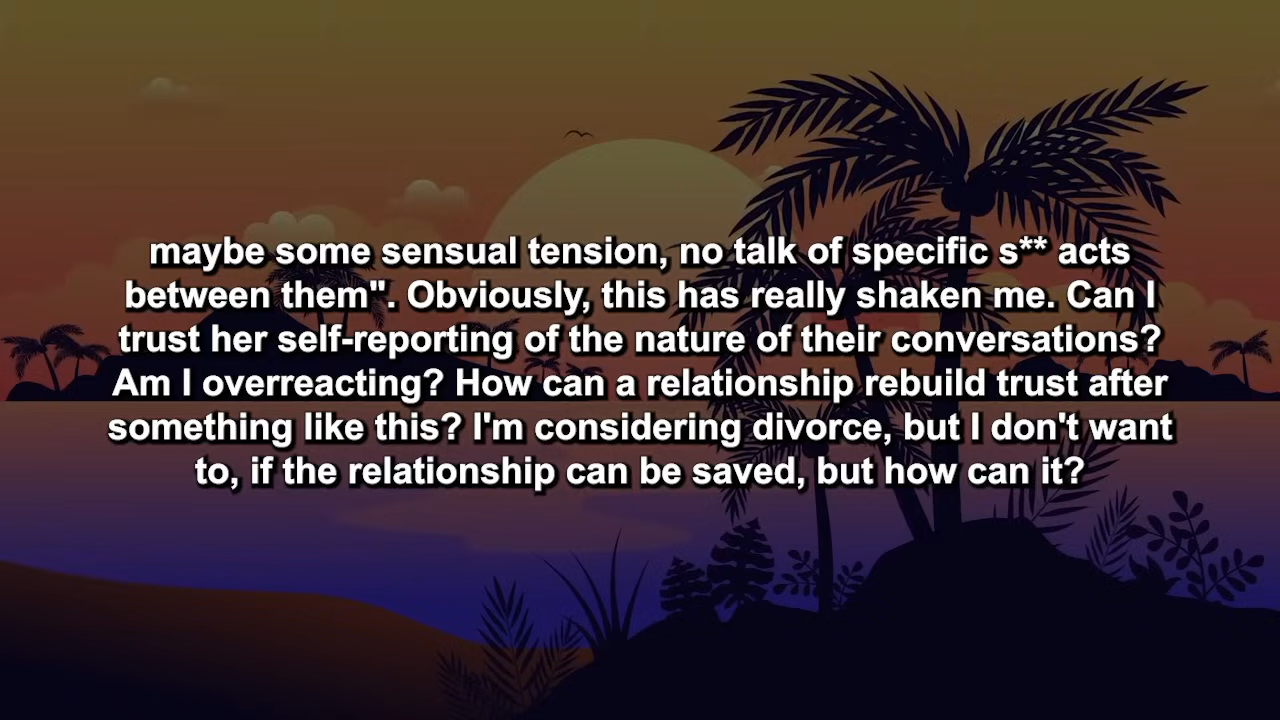 maybe some sensual tension, no talk of specific s** acts
between them". Obviously, this has really shaken me. Can I
trust her self-reporting of the nature of their conversations?
Am I overreacting? How can a relationship rebuild trust after
something like this? I'm considering divorce, but I don't want
to, if the relationship can be saved, but how can it?